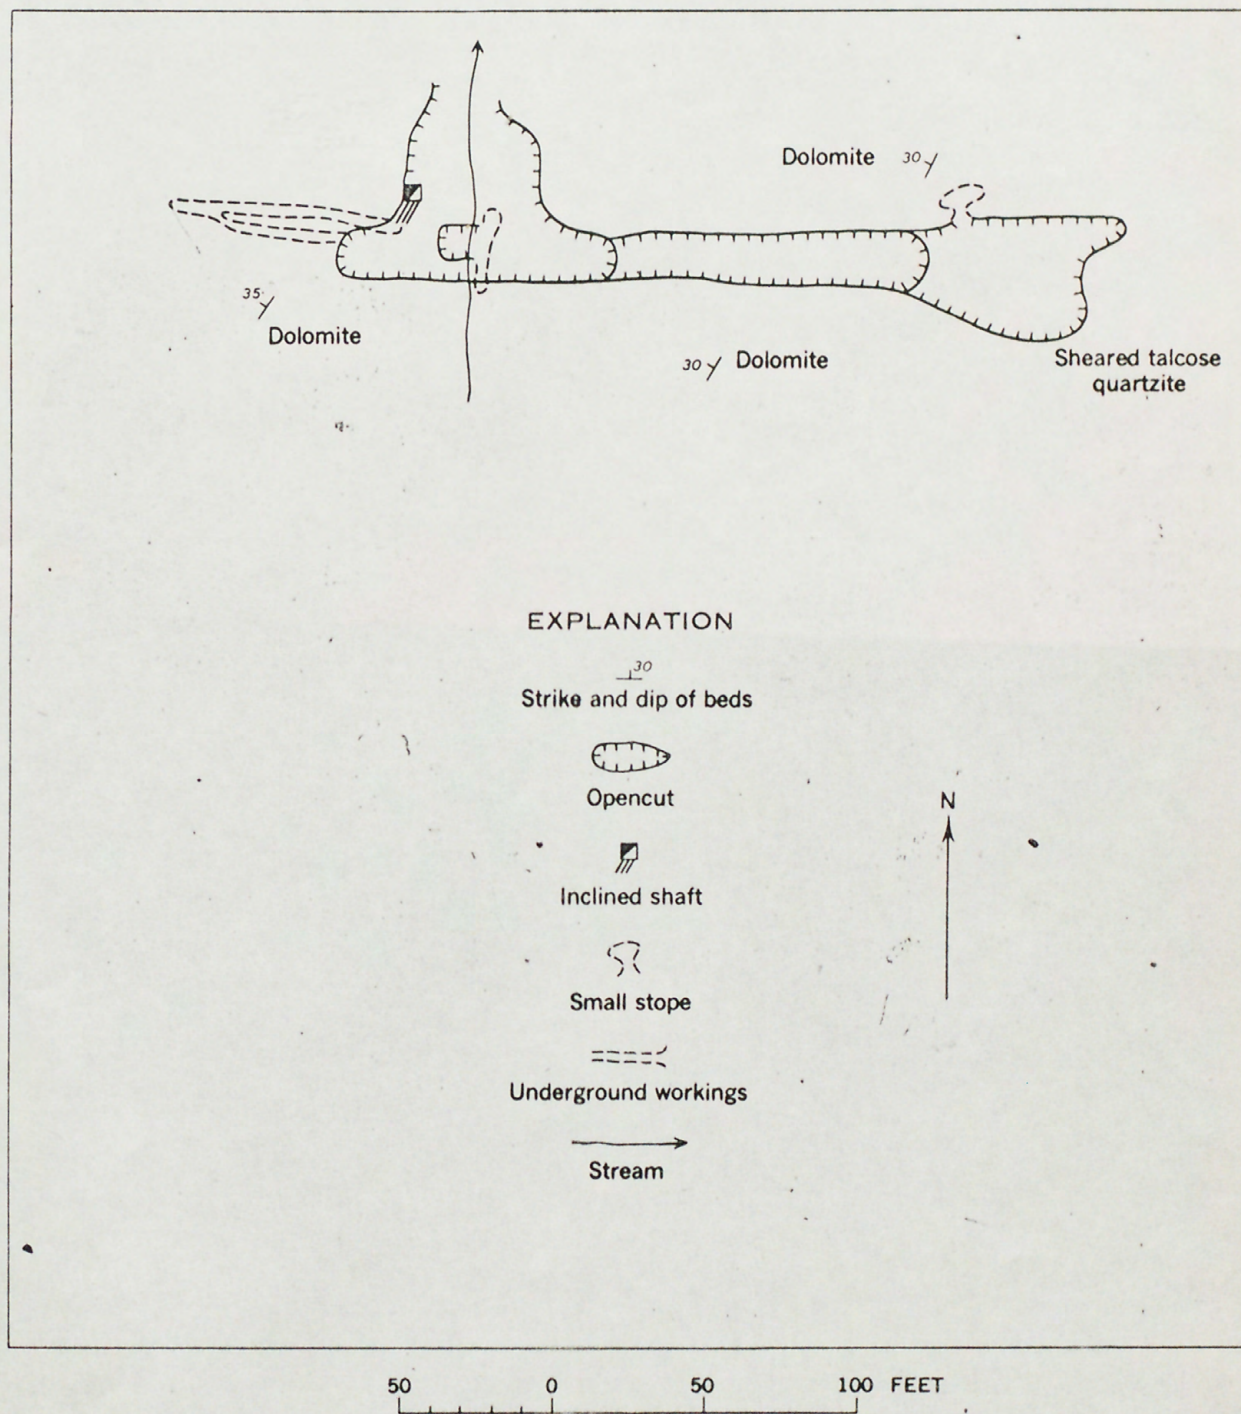 Dolomite 30
35
Dolomite
30 Dolomite
Sheared talcose
quartzite
EXPLANATION
30
Strike and dip of beds
Opencut
N
Inclined shaft
Small stope
Underground workings
Stream
50 0 50 100 FEET